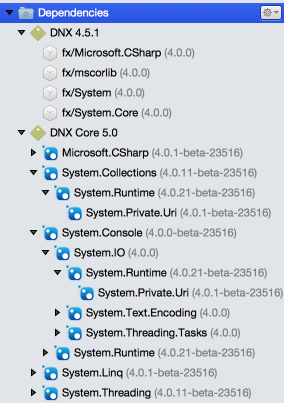 Dependencies
DNX 4.5.1
fx/Microsoft.CSharp (4.0.0)
fx/mscorlib (4.0.0)
fx/System (4.0.0)
fx/System.Core (4.0.0)
DNX Core 5.0
Microsoft.CSharp (4.0.1-beta-23516)
System.Collections (4.0.11-beta-23516)
System.Runtime (4.0.21-beta-23516)
System.Private.Uri (4.0.1-beta-23516)
System.Console (4.0.0-beta-23516)
System.IO (4.0.0)
System.Runtime (4.0.21-beta-23516)
System.Private.Uri (4.0.1-beta-23516)
System.Text.Encoding (4.0.0)
System.Threading.Tasks (4.0.0)
System.Runtime (4.0.21-beta-23516)
System.Linq (4.0.1-beta-23516)
System.Threading (4.0.11-beta-23516)